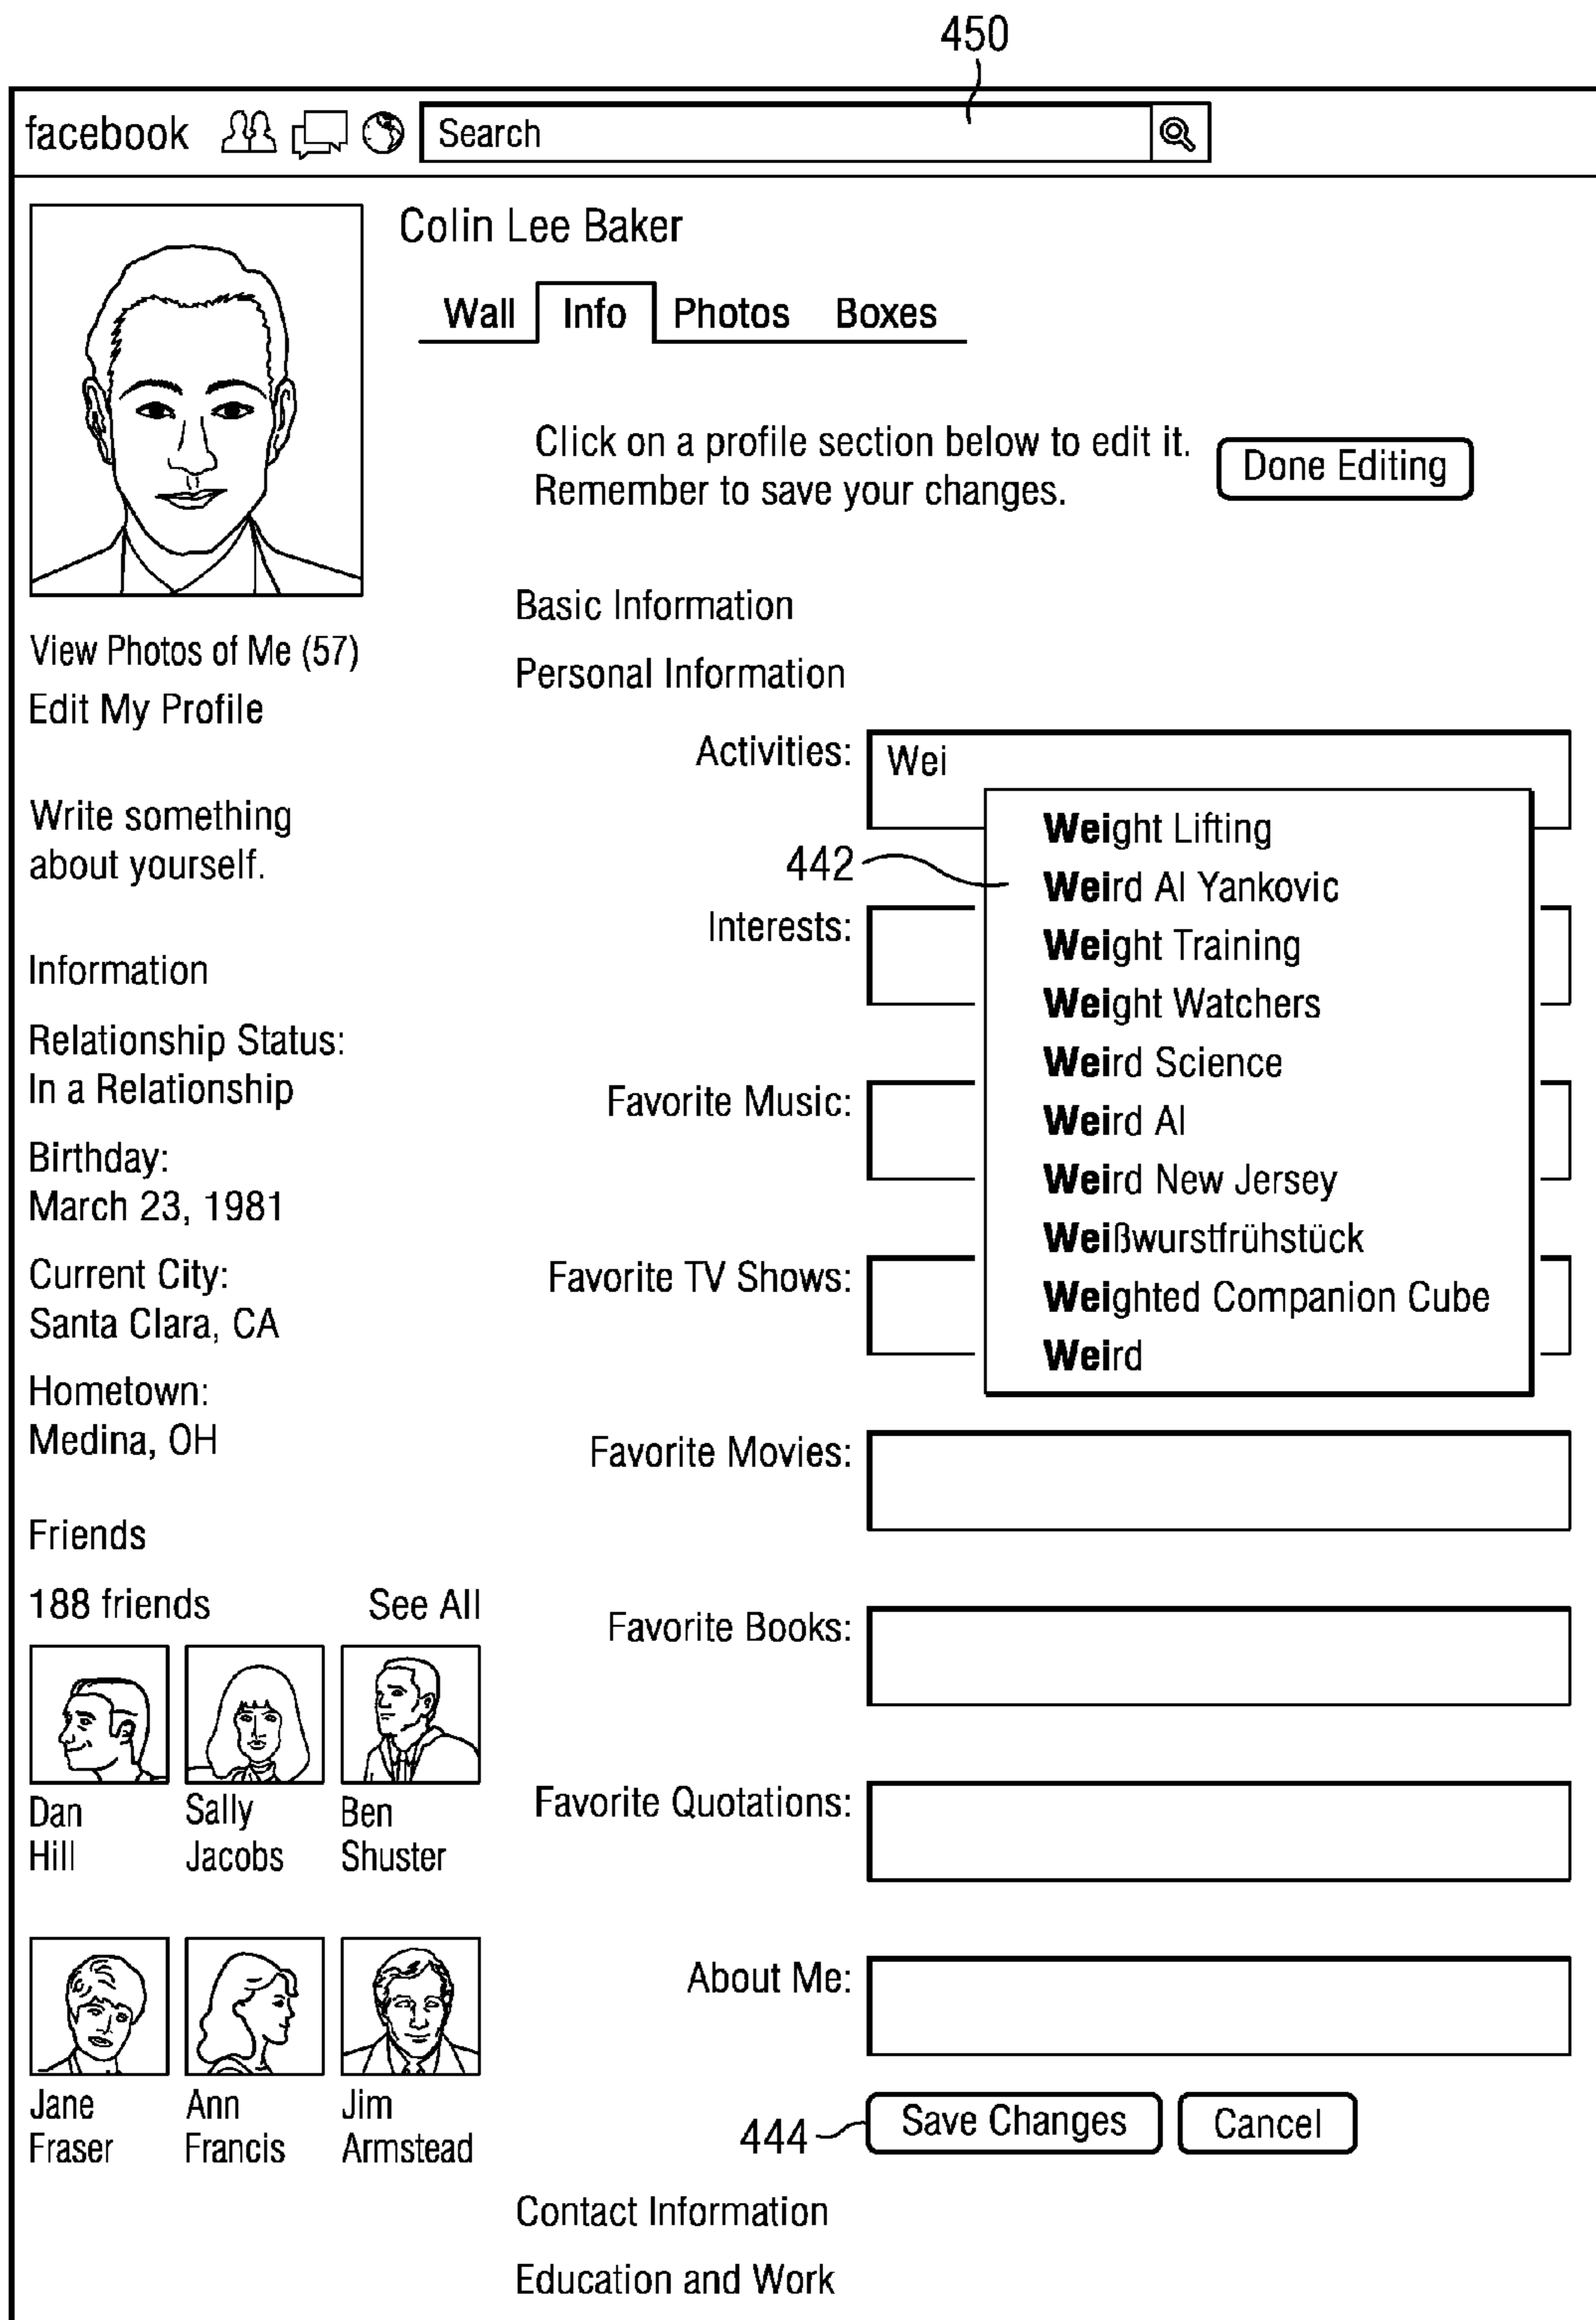 450
facebook
Search
Colin Lee Baker
Wall Info Photos Boxes
Click on a profile section below to edit it.
Remember to save your changes.
Done Editing
View Photos of Me (57)
Edit My Profile
Write something
about yourself.
Information
Relationship Status:
In a Relationship
Birthday:
March 23, 1981
Current City:
Santa Clara, CA
Hometown:
Medina, OH
Friends
188 friends See All
Dan
Hill
Sally
Jacobs
Ben
Shuster
Jane
Fraser
Ann
Francis
Jim
Armstead
Basic Information
Personal Information
Activities: Wei
442
Weight Lifting
Weird Al Yankovic
Weight Training
Weight Watchers
Weird Science
Weird Al
Weird New Jersey
Weißwurstfrühstück
Weighted Companion Cube
Weird
Interests:
Favorite Music:
Favorite TV Shows:
Favorite Movies:
Favorite Books:
Favorite Quotations:
About Me:
444
Save Changes Cancel
Contact Information
Education and Work